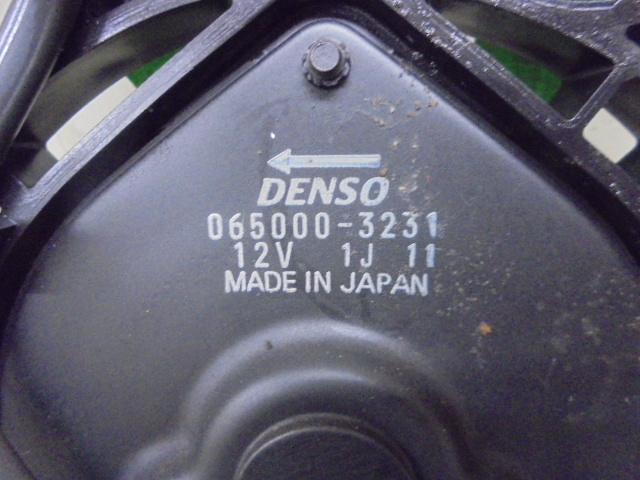 DENSO
065000-3231
12V 1J 11
MADE IN JAPAN